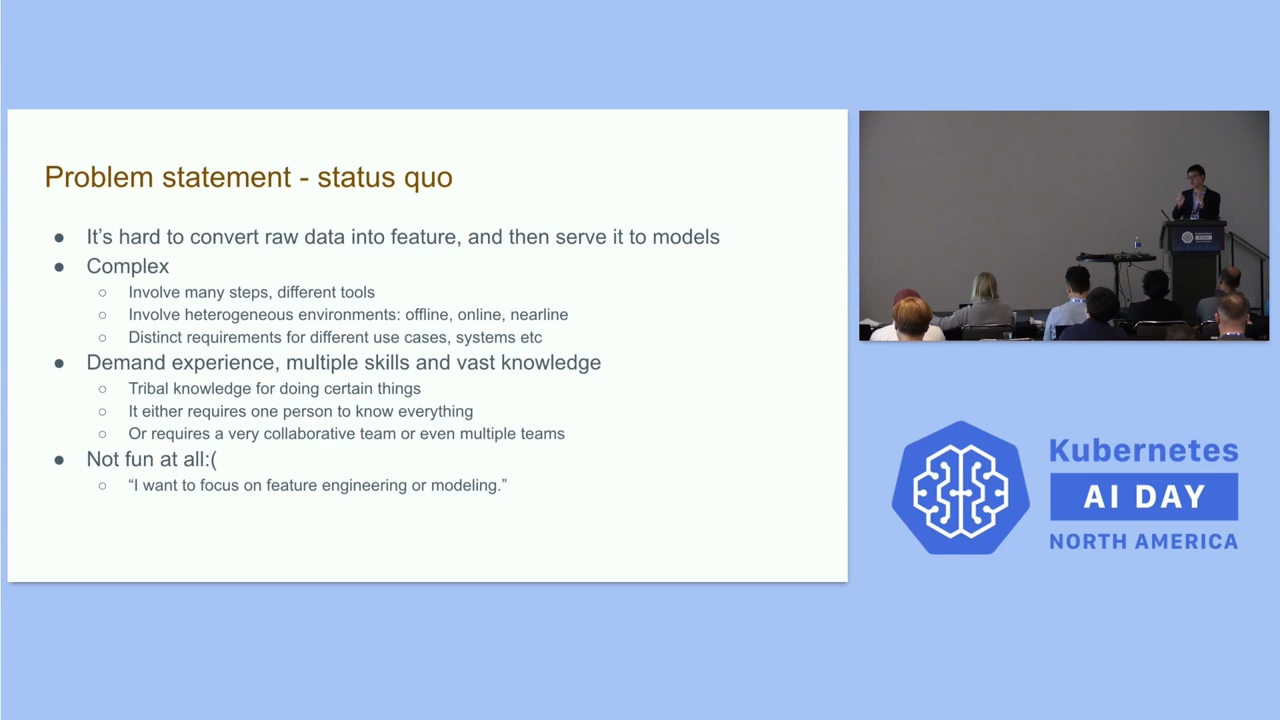 Problem statement - status quo
● It’s hard to convert raw data into feature, and then serve it to models
● Complex
○ Involve many steps, different tools
○ Involve heterogeneous environments: offline, online, nearline
○ Distinct requirements for different use cases, systems etc
● Demand experience, multiple skills and vast knowledge
○ Tribal knowledge for doing certain things
○ It either requires one person to know everything
○ Or requires a very collaborative team or even multiple teams
● Not fun at all:(
○ “I want to focus on feature engineering or modeling.”
Kubernetes
AI DAY
NORTH AMERICA